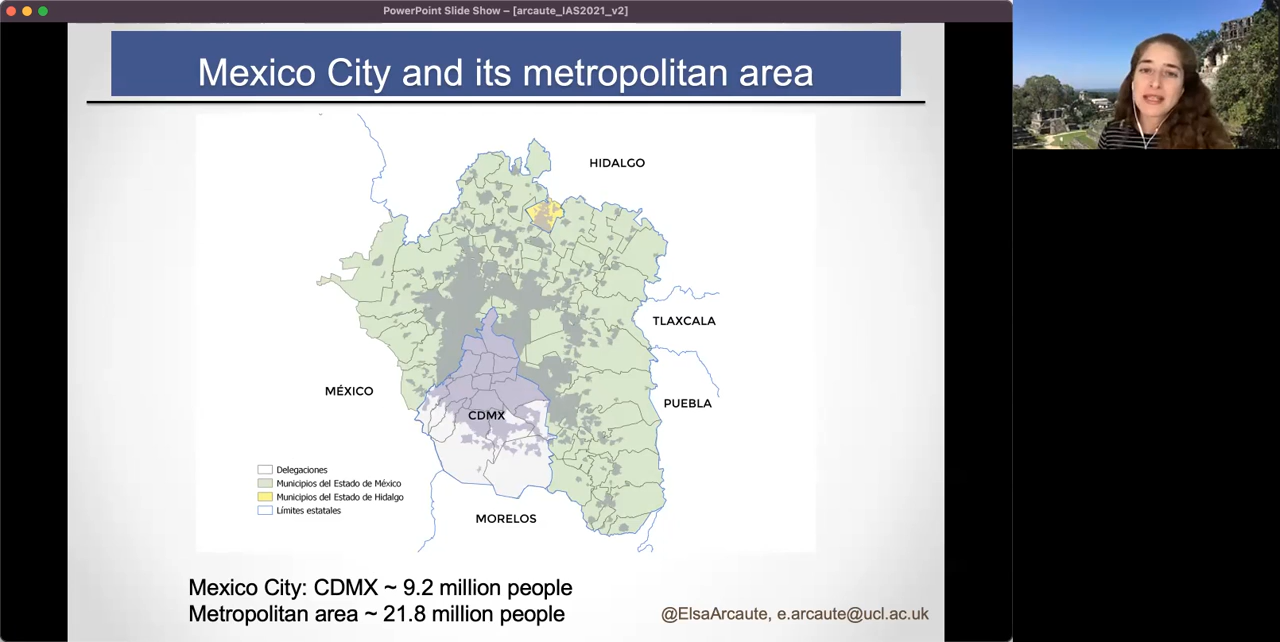 PowerPoint Slide Show – [arcaute_IAS2021_v2]
Mexico City and its metropolitan area
HIDALGO
TLAXCALA
MÉXICO
PUEBLA
CDMX
Delegaciones
Municipios del Estado de México
Municipios del Estado de Hidalgo
Límites estatales
MORELOS
Mexico City: CDMX ~ 9.2 million people
Metropolitan area ~ 21.8 million people
@ElsaArcaute, e.arcaute@ucl.ac.uk